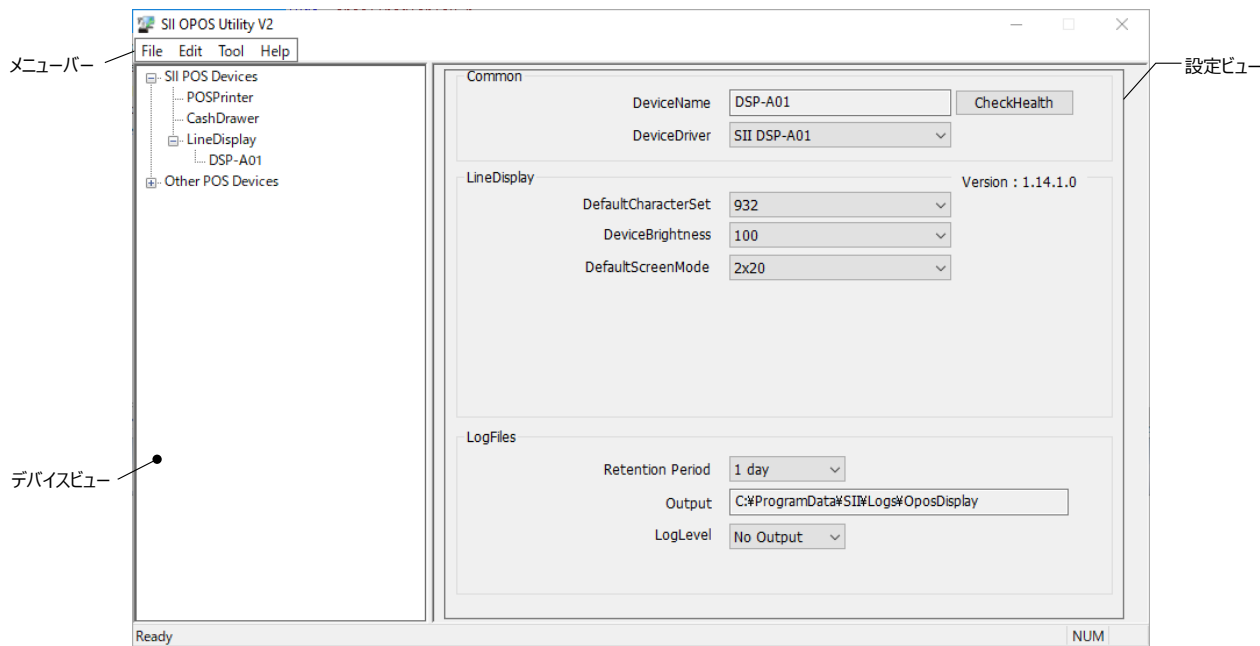 SII OPOS Utility V2
File Edit Tool Help
メニューバー
設定ビュー
デバイスビュー
SII POS Devices
POSPrinter
CashDrawer
LineDisplay
DSP-A01
Other POS Devices
Common
DeviceName DSP-A01 CheckHealth
DeviceDriver SII DSP-A01
LineDisplay Version : 1.14.1.0
DefaultCharacterSet 932
DeviceBrightness 100
DefaultScreenMode 2x20
LogFiles
Retention Period 1 day
Output C:¥ProgramData¥SII¥Logs¥OposDisplay
LogLevel No Output
Ready NUM